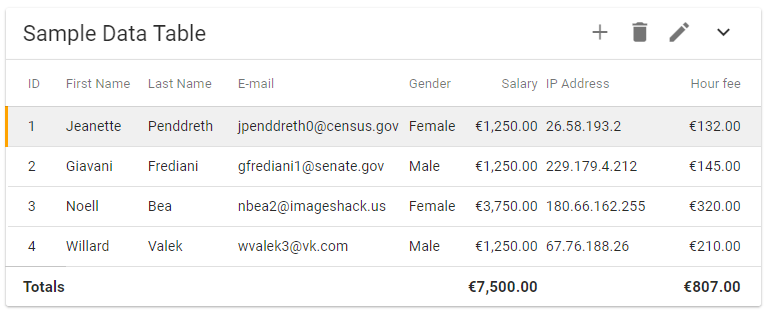 Sample Data Table
ID First Name Last Name E-mail Gender Salary IP Address Hour fee
1 Jeanette Penddreth jpenddreth0@census.gov Female €1,250.00 26.58.193.2 €132.00
2 Giavani Frediani gfrediani1@senate.gov Male €1,250.00 229.179.4.212 €145.00
3 Noell Bea nbea2@imageshack.us Female €3,750.00 180.66.162.255 €320.00
4 Willard Valek wvalek3@vk.com Male €1,250.00 67.76.188.26 €210.00
Totals €7,500.00 €807.00